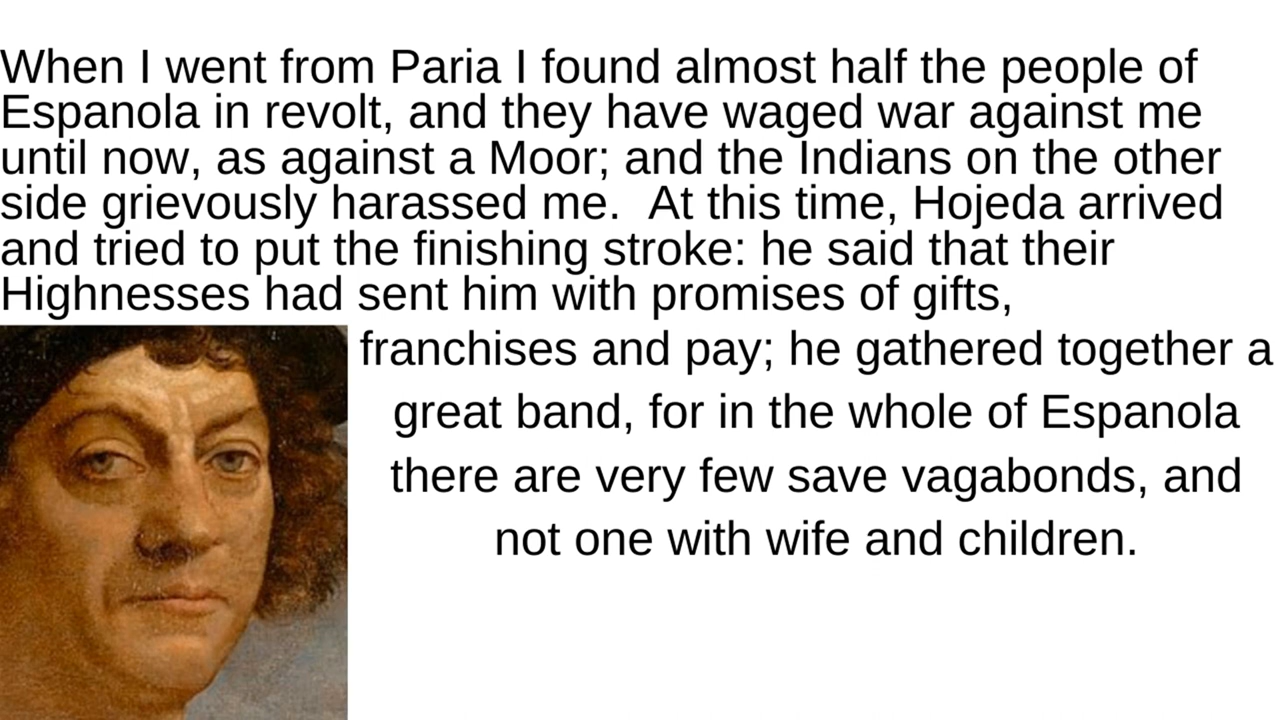 When I went from Paria I found almost half the people of
Espanola in revolt, and they have waged war against me
until now, as against a Moor; and the Indians on the other
side grievously harassed me.  At this time, Hojeda arrived
and tried to put the finishing stroke: he said that their
Highnesses had sent him with promises of gifts,
franchises and pay; he gathered together a
great band, for in the whole of Espanola
there are very few save vagabonds, and
not one with wife and children.